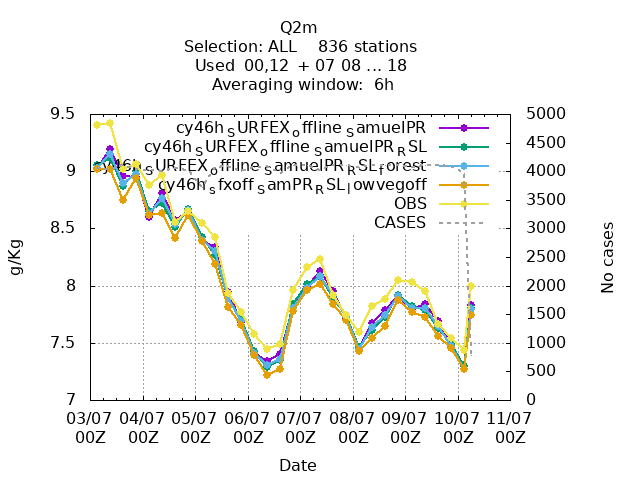 Q2m
Selection: ALL 836 stations
Used 00,12 + 07 08 ... 18
Averaging window: 6h
cy46h_SURFEX_offline_samuelPR
cy46h_SURFEX_offline_samuelPR_RSL
cy46h_SURFEX_offline_samuelPR_RSL_forest
cy46h_sfxoff_samPR_RSL_lowvegoff
OBS
CASES
9.5
9
8.5
8
7.5
7
g/Kg
5000
4500
4000
3500
3000
2500
2000
1500
1000
500
0
No cases
03/07 04/07 05/07 06/07 07/07 08/07 09/07 10/07 11/07
00Z 00Z 00Z 00Z 00Z 00Z 00Z 00Z 00Z
Date